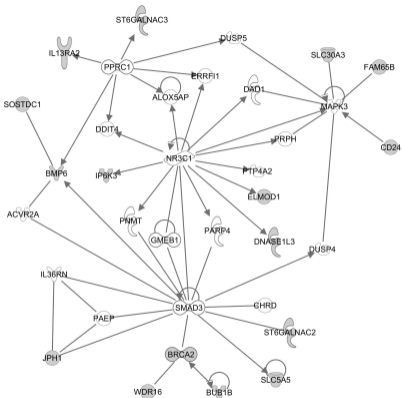 ST6GALNAC3
DUSP5
IL13RA2
SLC30A3
PPRC1
FAM65B
ERRFI1
DAD1
ALOX5AP
SOSTDC1
MAPK3
DDIT4
PRPH
CD24
NR3C1
BMP6
IP6K3
PTP4A2
ELMOD1
ACVR2A
PNMT
PARP4
GMEB1
DNASE1L3
DUSP4
IL36RN
SMAD3
CHRD
PAEP
ST6GALNAC2
JPH1
BRCA2
SLC5A5
WDR16
BUB1B